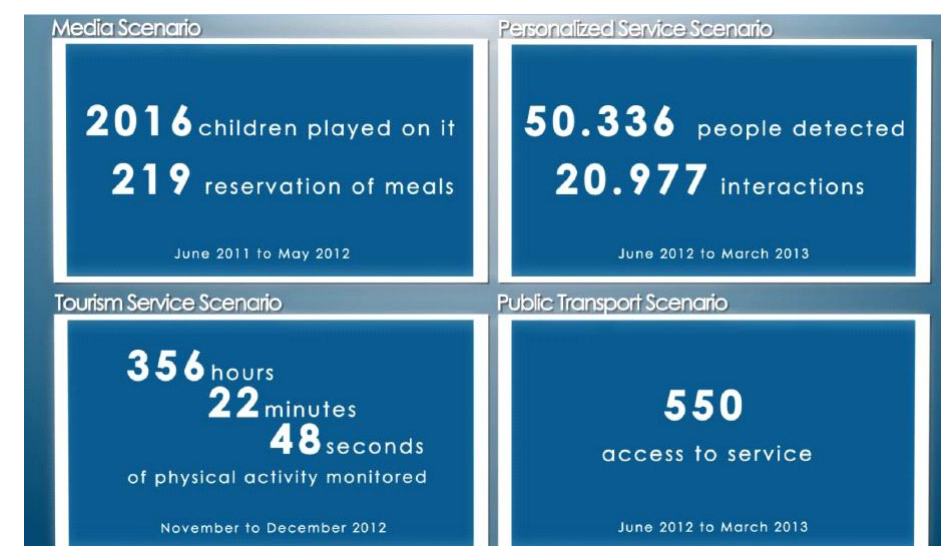 Media Scenario
2016 children played on it
219 reservation of meals
June 2011 to May 2012
Personalized Service Scenario
50.336 people detected
20.977 interactions
June 2012 to March 2013
Tourism Service Scenario
356 hours
22 minutes
48 seconds
of physical activity monitored
November to December 2012
Public Transport Scenario
550
access to service
June 2012 to March 2013